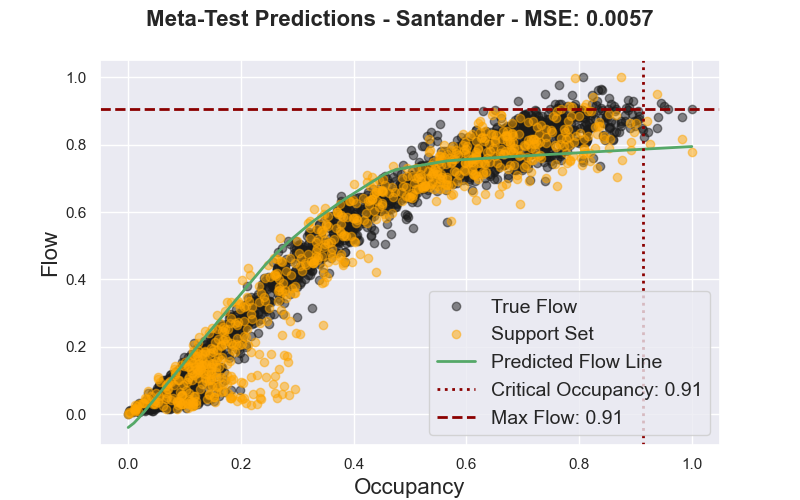 Meta-Test Predictions - Santander - MSE: 0.0057
1.0
0.8
0.6
0.4
0.2
0.0
Flow
True Flow
Support Set
Predicted Flow Line
Critical Occupancy: 0.91
Max Flow: 0.91
0.0 0.2 0.4 0.6 0.8 1.0
Occupancy